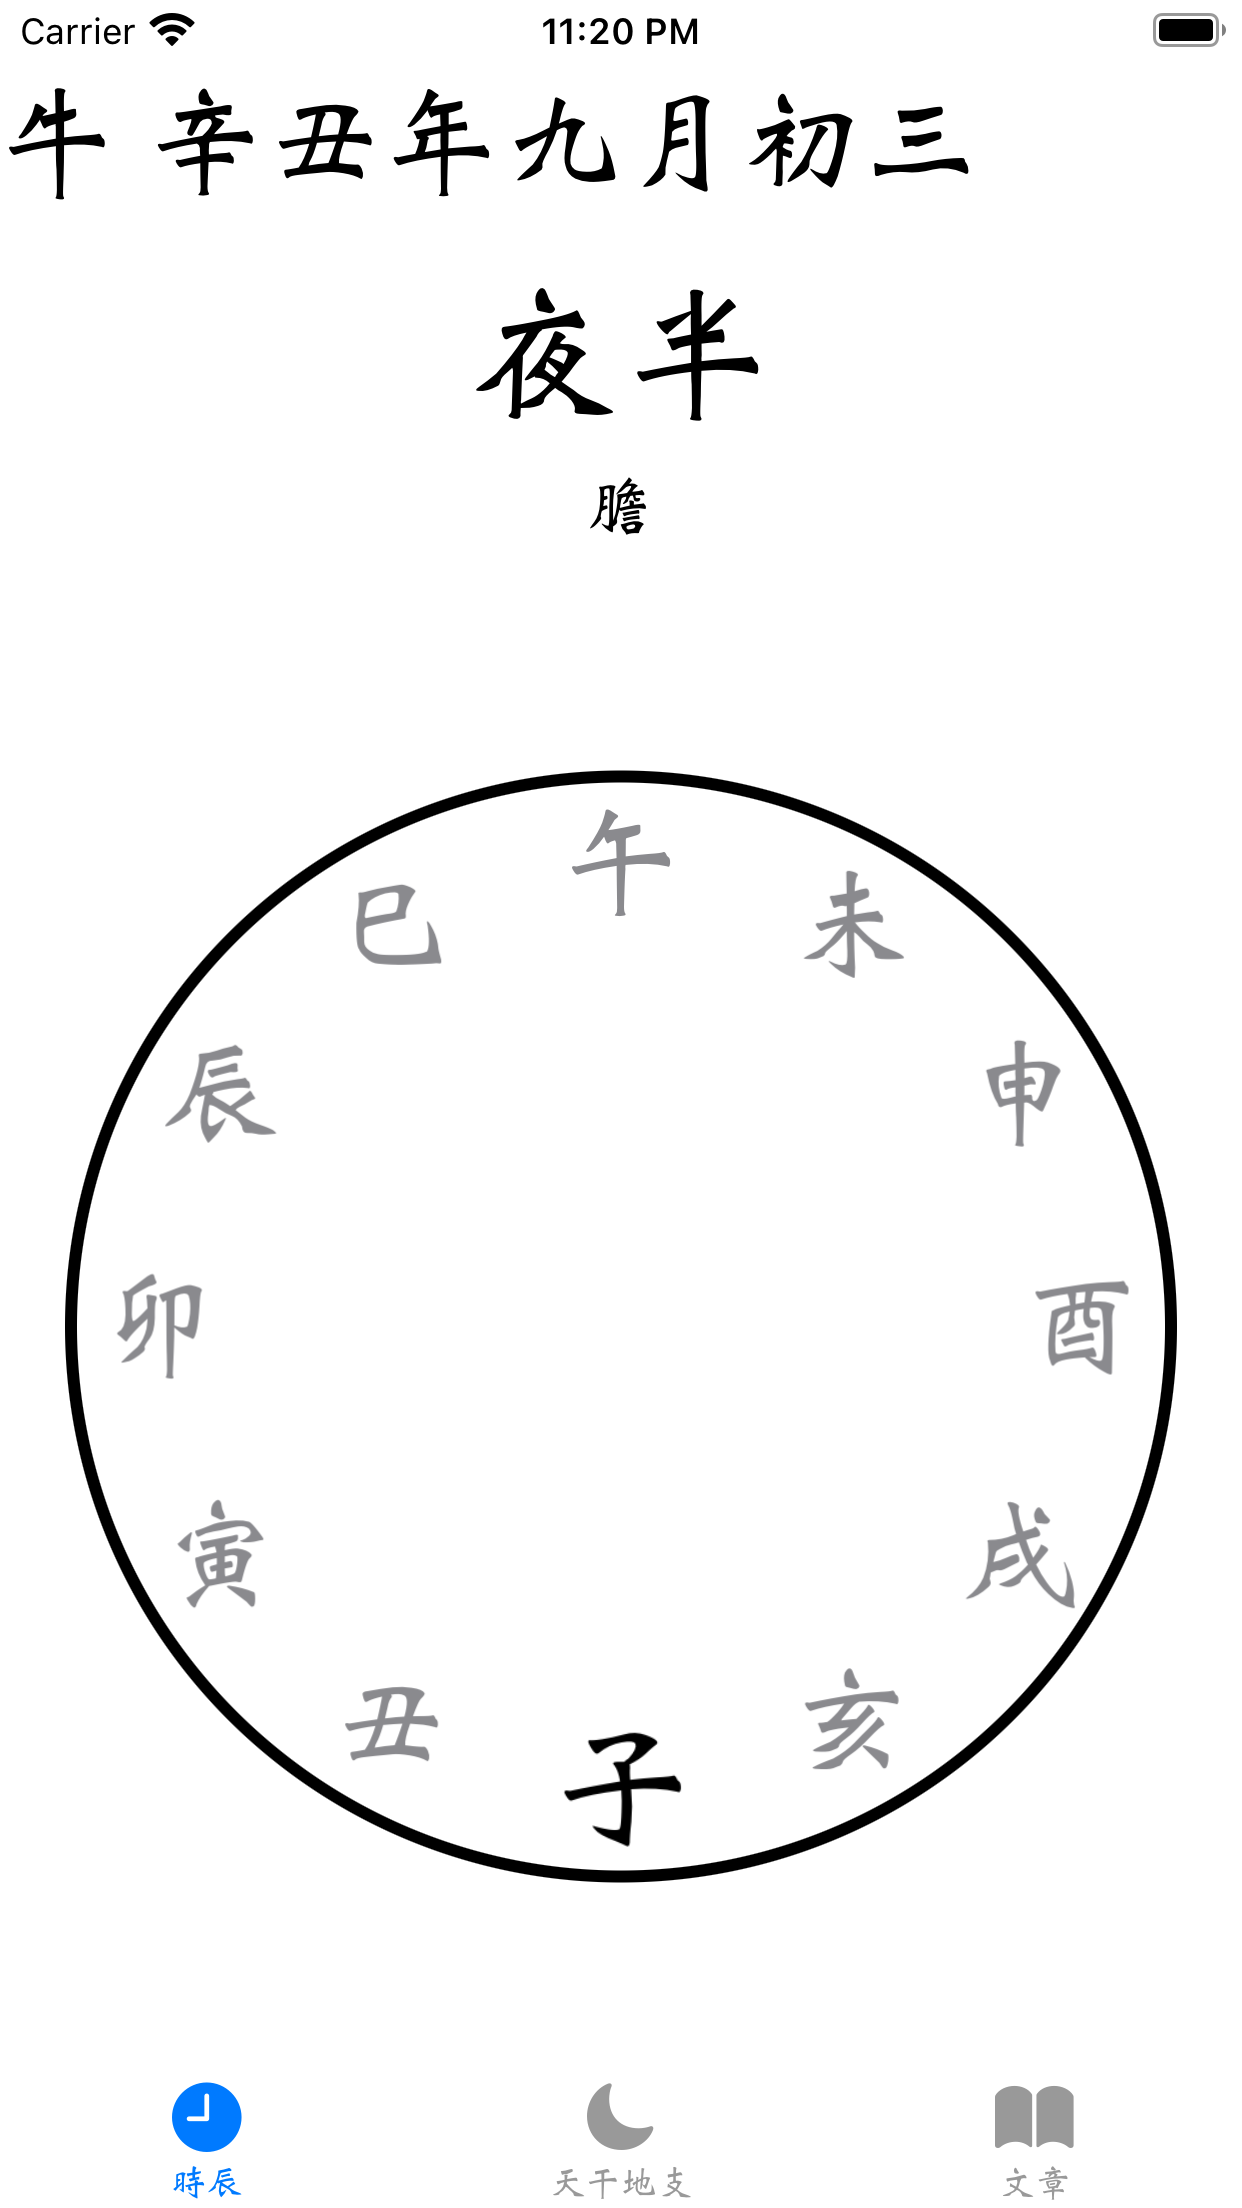 Carrier 11:20 PM
牛 辛丑年九月初三
夜半
膽
午
巳 未
辰 申
卯 酉
寅 戌
丑 亥
子
時辰 天干地支 文章